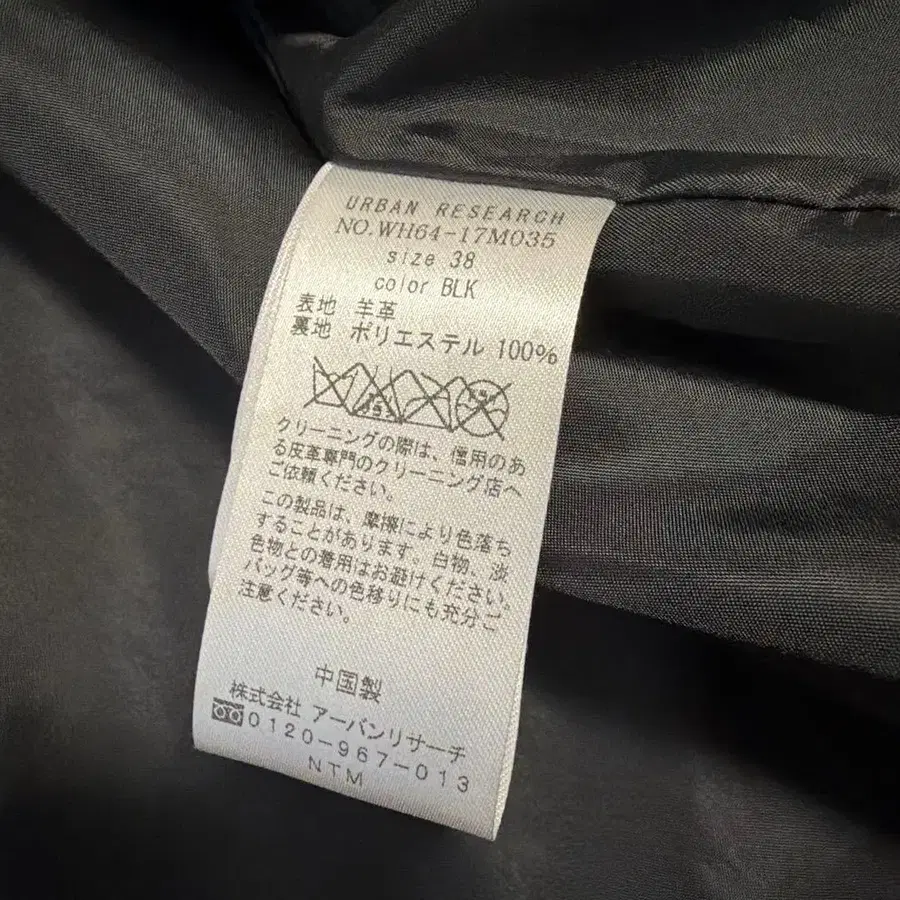 URBAN RESEARCH
NO.WH64-17M035
size 38
color BLK
表地 羊革
裏地 ポリエステル 100%
クリーニングの際は、信用のあ
る皮革専門のクリーニング店へ
ご依頼ください。
この製品は、摩擦により色落ち
することがあります。白物、淡
色物との着用はお避けください。
バッグ等への色移りにも充分ご
注意ください。
中国製
株式会社 アーバンリサーチ
0120-967-013
NTM